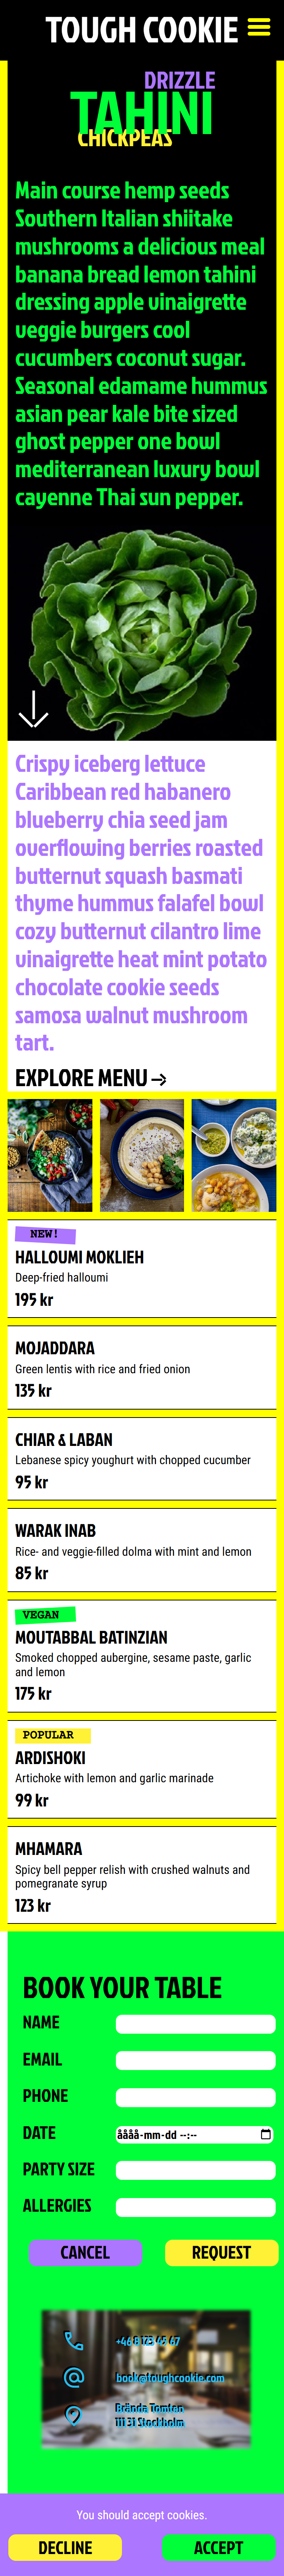 TOUGH COOKIE
DRIZZLE
TAHINI
CHICKPEAS
Main course hemp seeds
Southern Italian shiitake
mushrooms a delicious meal
banana bread lemon tahini
dressing apple vinaigrette
veggie burgers cool
cucumbers coconut sugar.
Seasonal edamame hummus
asian pear kale bite sized
ghost pepper one bowl
mediterranean luxury bowl
cayenne Thai sun pepper.
Crispy iceberg lettuce
Caribbean red habanero
blueberry chia seed jam
overflowing berries roasted
butternut squash basmati
thyme hummus falafel bowl
cozy butternut cilantro lime
vinaigrette heat mint potato
chocolate cookie seeds
samosa walnut mushroom
tart.
EXPLORE MENU
NEW!
HALLOUMI MOKLIEH
Deep-fried halloumi
195 kr
MOJADDARA
Green lentis with rice and fried onion
135 kr
CHIAR & LABAN
Lebanese spicy youghurt with chopped cucumber
95 kr
WARAK INAB
Rice- and veggie-filled dolma with mint and lemon
85 kr
VEGAN
MOUTABBAL BATINZIAN
Smoked chopped aubergine, sesame paste, garlic
and lemon
175 kr
POPULAR
ARDISHOKI
Artichoke with lemon and garlic marinade
99 kr
MHAMARA
Spicy bell pepper relish with crushed walnuts and
pomegranate syrup
123 kr
BOOK YOUR TABLE
NAME
EMAIL
PHONE
DATE
åååå-mm-dd --:--
PARTY SIZE
ALLERGIES
CANCEL
REQUEST
+46 8 123 45 67
book@toughcookie.com
Brända Tomten
111 31 Stockholm
You should accept cookies.
DECLINE
ACCEPT